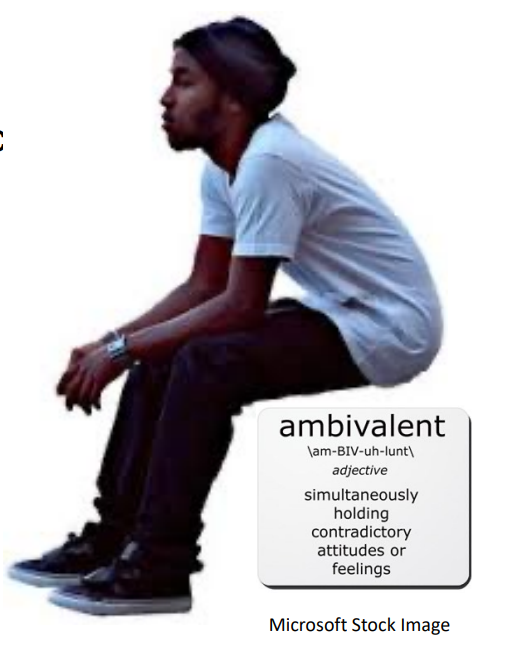 ambivalent
\am-BIV-uh-lunt\
adjective
simultaneously
holding
contradictory
attitudes or
feelings
Microsoft Stock Image